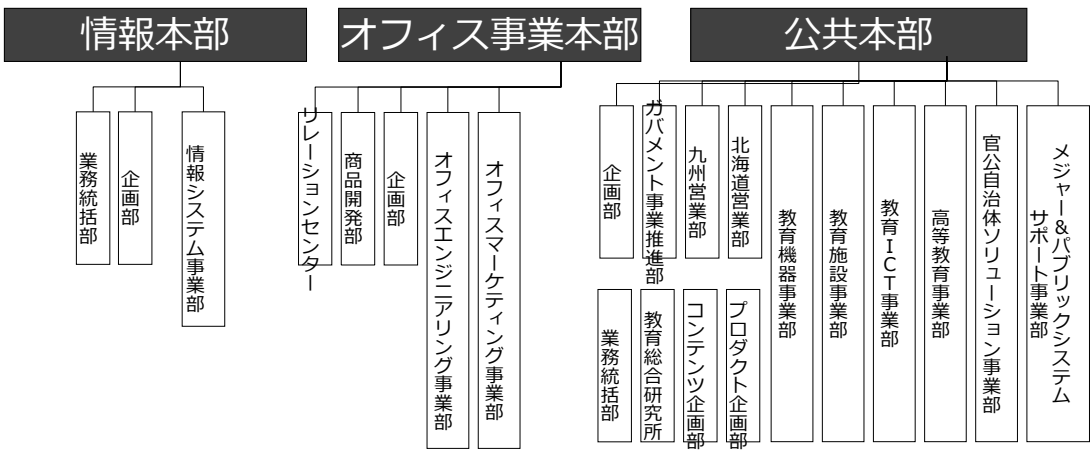 情報本部
オフィス事業本部
公共本部
業務統括部
企画部
情報システム事業部
リレーションセンター
商品開発部
企画部
オフィスエンジニアリング事業部
オフィスマーケティング事業部
企画部
ガバメント事業推進部
九州営業部
北海道営業部
教育機器事業部
教育施設事業部
教育ICT事業部
高等教育事業部
官公自治体ソリューション事業部
メジャー&パブリックシステム
サポート事業部
業務統括部
教育総合研究所
コンテンツ企画部
プロダクト企画部